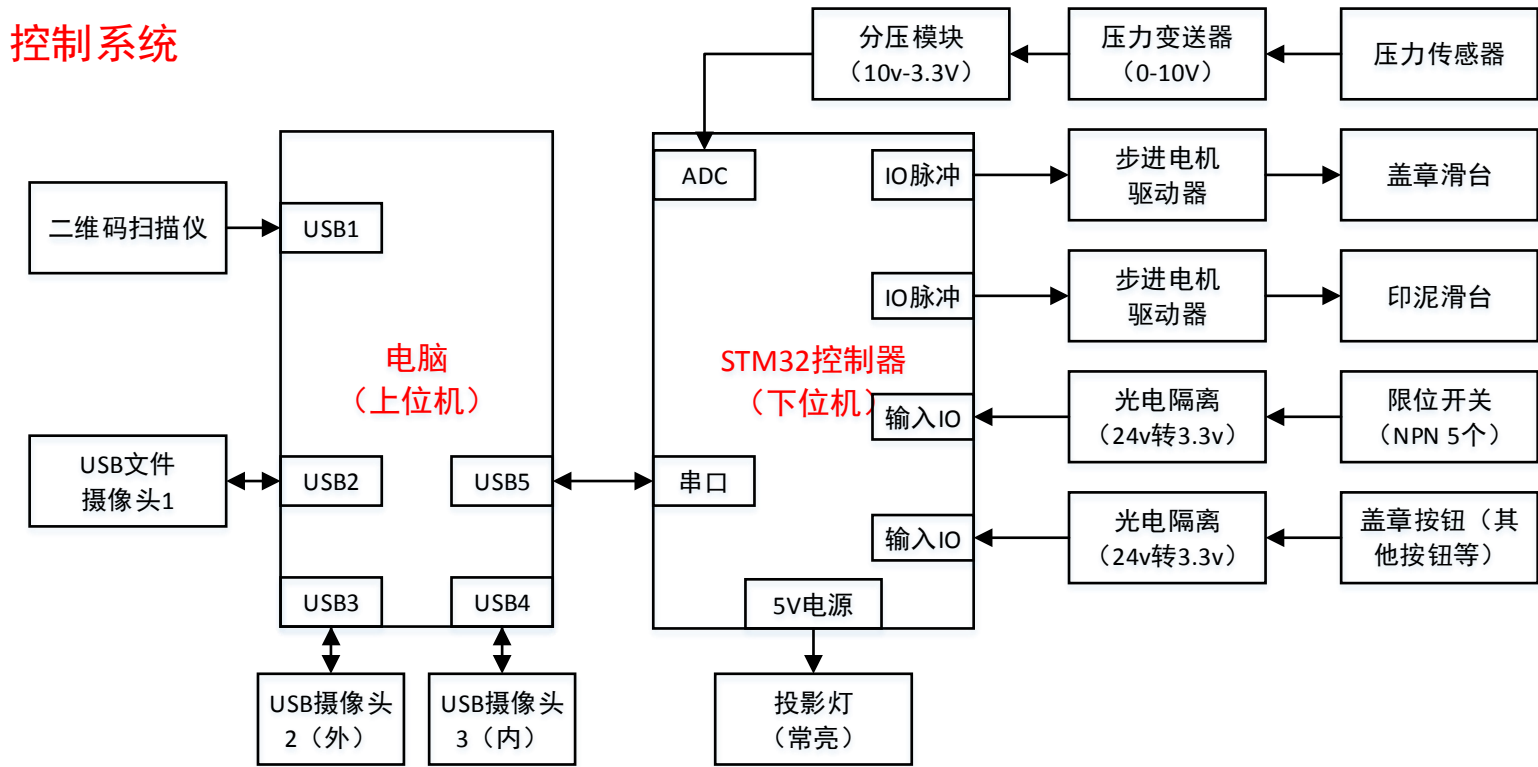 控制系统
分压模块
（10v-3.3V）
压力变送器
（0-10V）
压力传感器
ADC
IO脉冲
步进电机
驱动器
盖章滑台
二维码扫描仪
USB1
IO脉冲
步进电机
驱动器
印泥滑台
电脑
（上位机）
STM32控制器
（下位机）
输入IO
光电隔离
（24v转3.3v）
限位开关
（NPN 5个）
USB文件
摄像头1
USB2
USB5
串口
输入IO
光电隔离
（24v转3.3v）
盖章按钮（其
他按钮等）
USB3
USB4
5V电源
USB摄像头
2（外）
USB摄像头
3（内）
投影灯
（常亮）